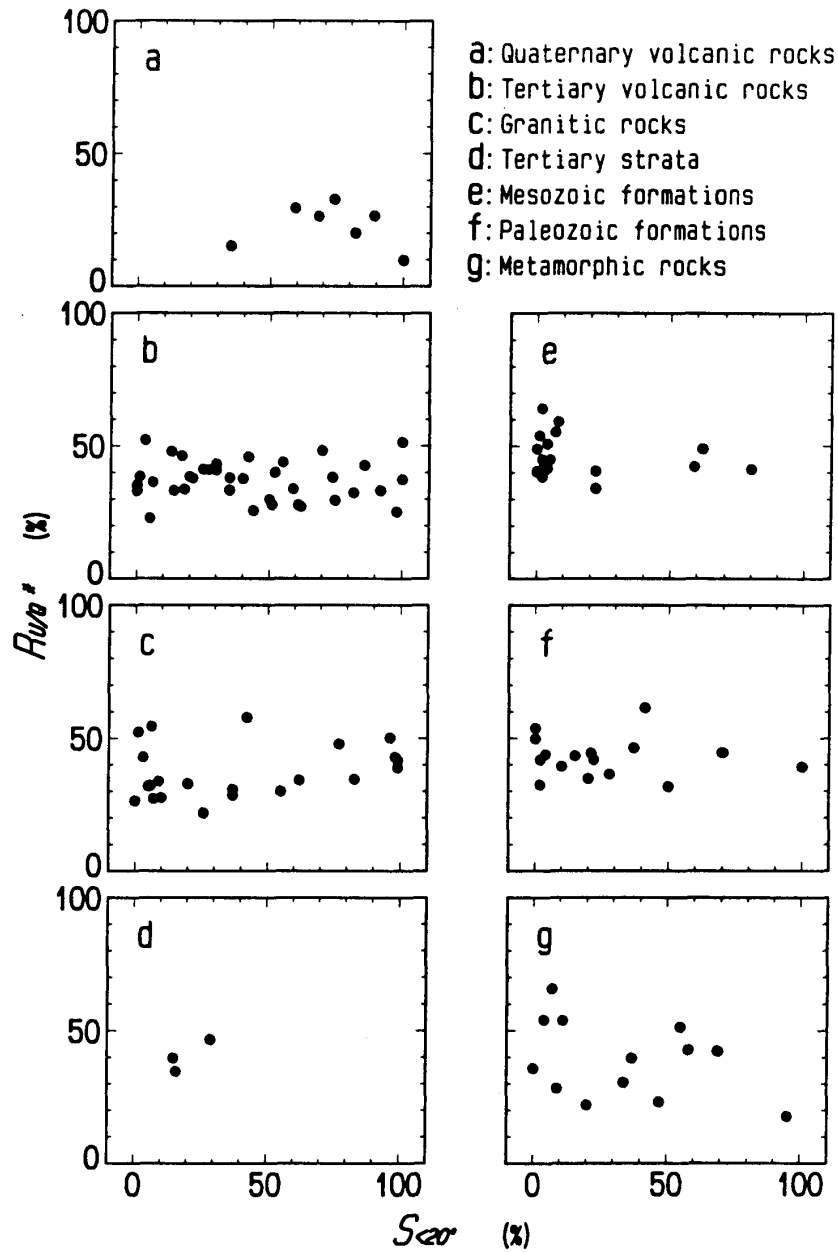 a
a: Quaternary volcanic rocks
b: Tertiary volcanic rocks
c: Granitic rocks
d: Tertiary strata
e: Mesozoic formations
f: Paleozoic formations
g: Metamorphic rocks
100
50
0
b
e
100
50
0
c
f
100
50
0
d
g
100
50
0
0 50 100
0 50 100
(%)
S<20° (%)